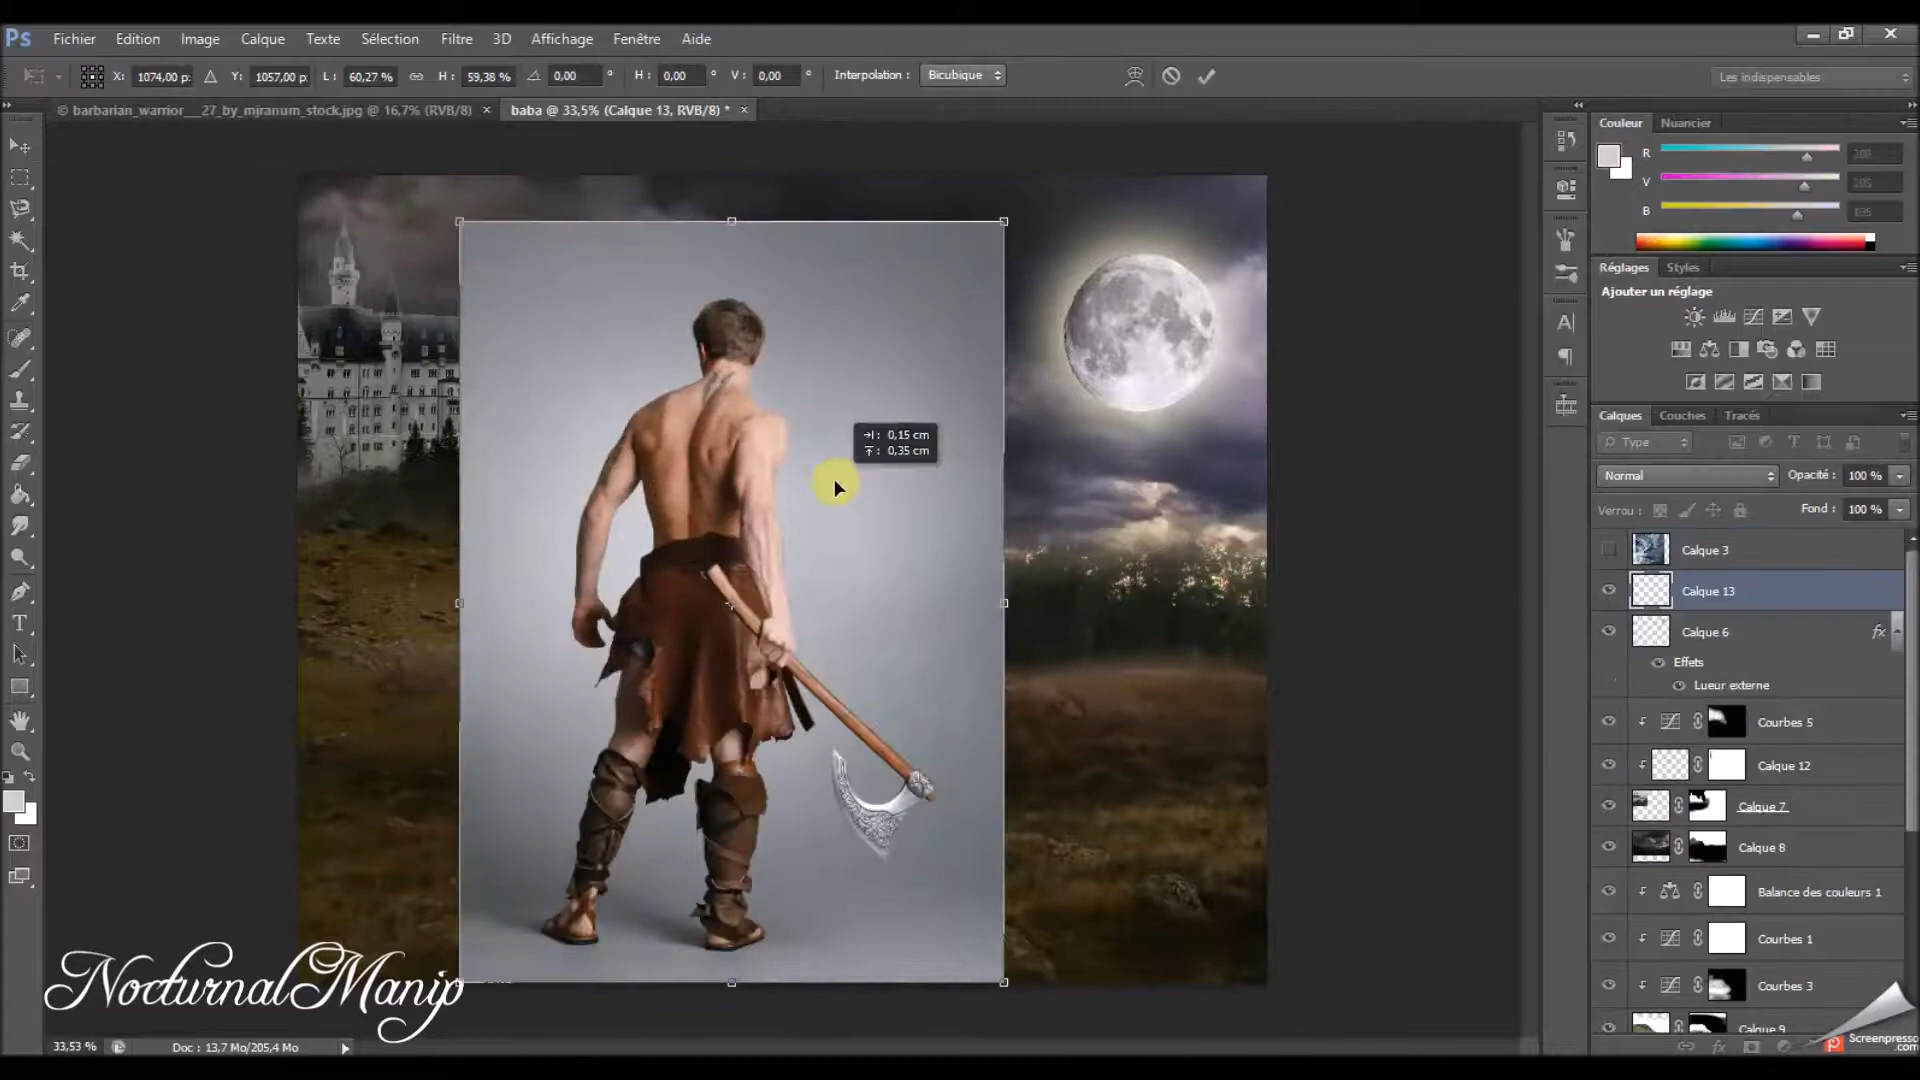 Ps Fichier Edition Image Calque Texte Sélection Filtre 3D Affichage Fenêtre Aide
X: 1074,00 p: Y: 1057,00 p: L: 60,27 % H: 59,38 % 0,00 ° H: 0,00 ° V: 0,00 ° Interpolation : Bicubique Les indispensables
© barbarian_warrior__27_by_mjranum_stock.jpg @ 16,7% (RVB/8) × baba @ 33,5% (Calque 13, RVB/8) * ×
Couleur Nuancier
R
V
B
Réglages Styles
Ajouter un réglage
Calques Couches Tracés
Type
Normal Opacité : 100 %
Verrou : Fond : 100 %
→|: 0,15 cm
: 0,35 cm
Calque 3
Calque 13
Calque 6 fx
Effets
Lueur externe
Courbes 5
Calque 12
Calque 7
Calque 8
Balance des couleurs 1
Courbes 1
Courbes 3
Calque 9
NocturnalManip
33,53 % Doc : 13,7 Mo/205,4 Mo
Screenpresso
.com